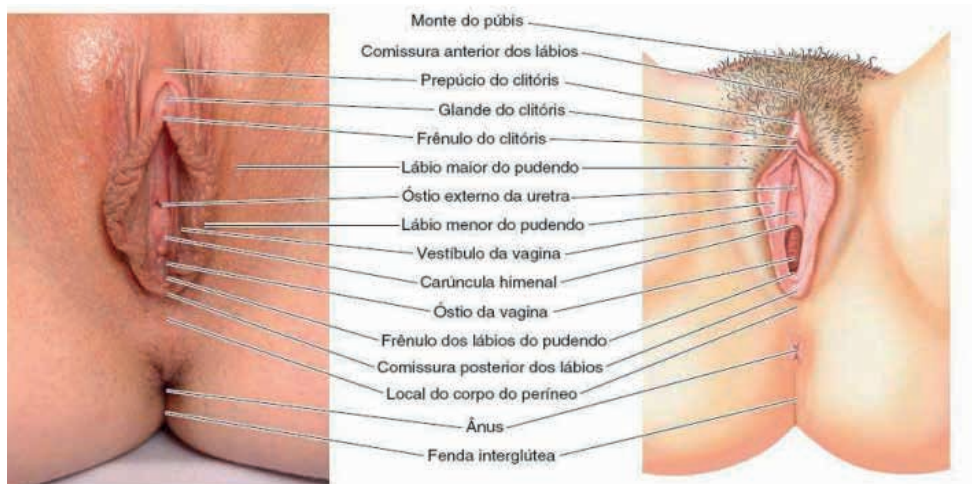 Monte do púbis
Comissura anterior dos lábios
Prepúcio do clitóris
Glande do clitóris
Frênulo do clitóris
Lábio maior do pudendo
Óstio externo da uretra
Lábio menor do pudendo
Vestíbulo da vagina
Carúncula himenal
Óstio da vagina
Frênulo dos lábios do pudendo
Comissura posterior dos lábios
Local do corpo do períneo
Ânus
Fenda interglútea